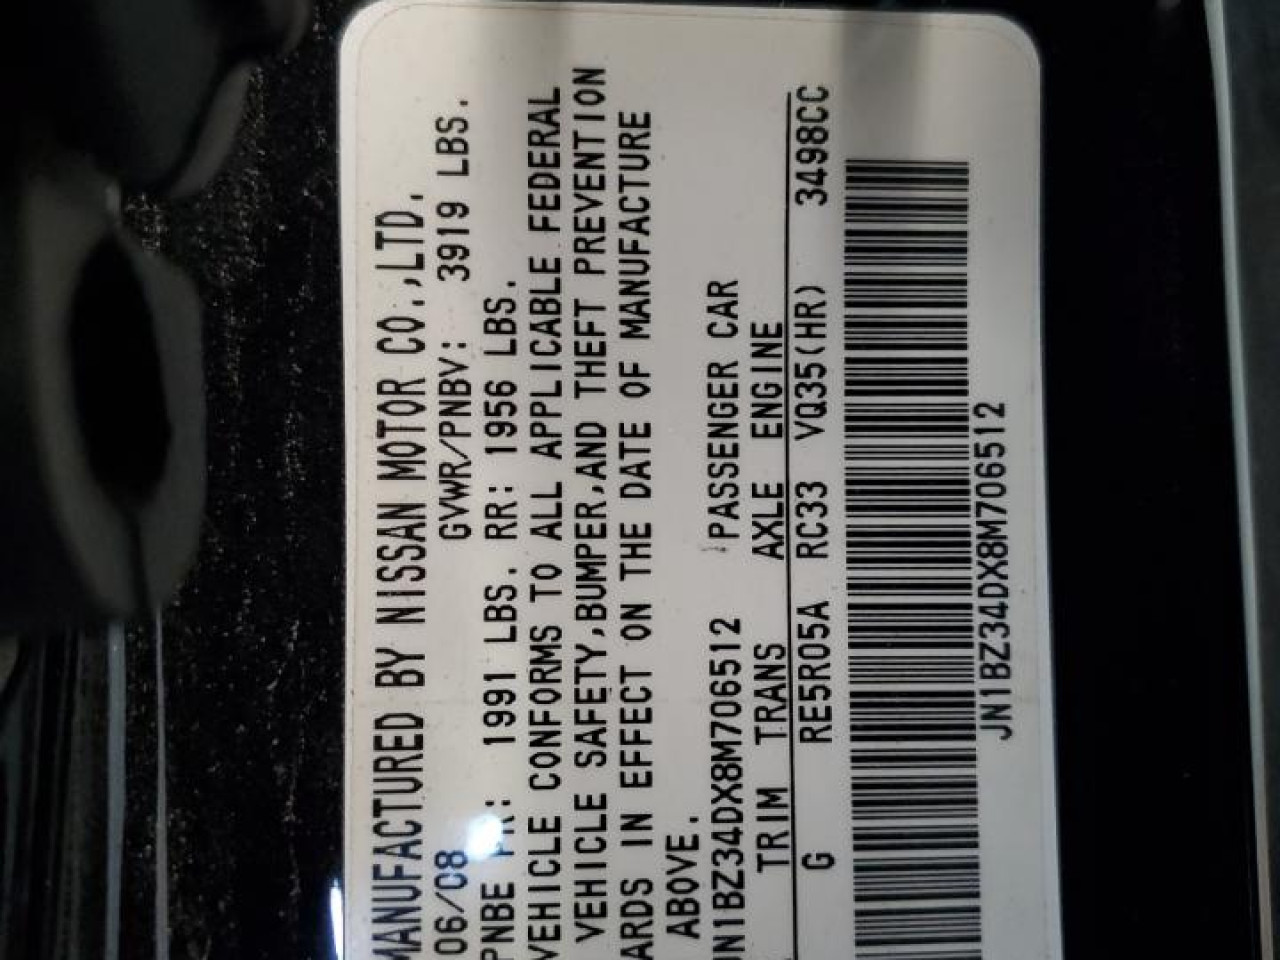 MANUFACTURED BY NISSAN MOTOR CO.,LTD.
06/08 GVWR/PNBV: 3919 LBS.
PNBE FR: 1991 LBS. RR: 1956 LBS.
VEHICLE CONFORMS TO ALL APPLICABLE FEDERAL
VEHICLE SAFETY,BUMPER,AND THEFT PREVENTION
ARDS IN EFFECT ON THE DATE OF MANUFACTURE
ABOVE.
JN1BZ34DX8M706512 PASSENGER CAR
TRIM TRANS AXLE ENGINE
G RE5R05A RC33 VQ35(HR) 3498CC
JN1BZ34DX8M706512